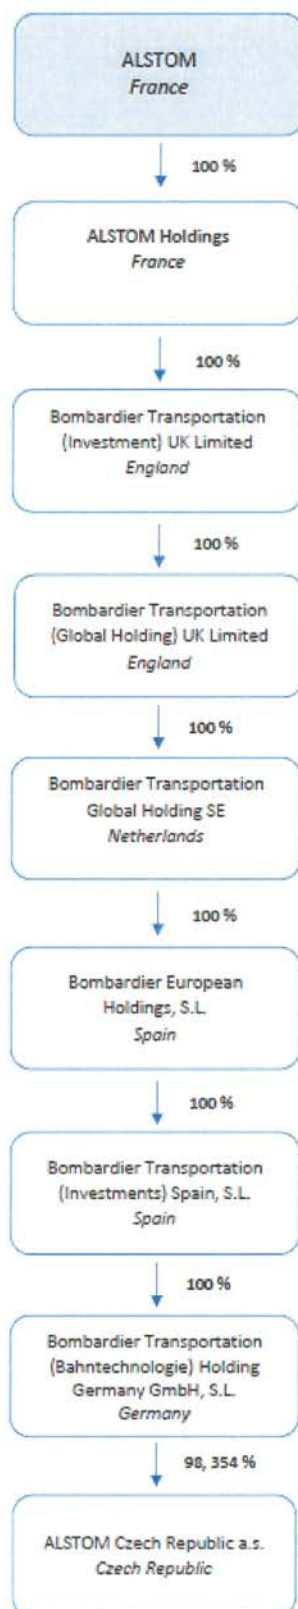 ALSTOM
France
100 %
ALSTOM Holdings
France
100 %
Bombardier Transportation
(Investment) UK Limited
England
100 %
Bombardier Transportation
(Global Holding) UK Limited
England
100 %
Bombardier Transportation
Global Holding SE
Netherlands
100 %
Bombardier European
Holdings, S.L.
Spain
100 %
Bombardier Transportation
(Investments) Spain, S.L.
Spain
100 %
Bombardier Transportation
(Bahntechnologie) Holding
Germany GmbH, S.L.
Germany
98, 354 %
ALSTOM Czech Republic a.s.
Czech Republic